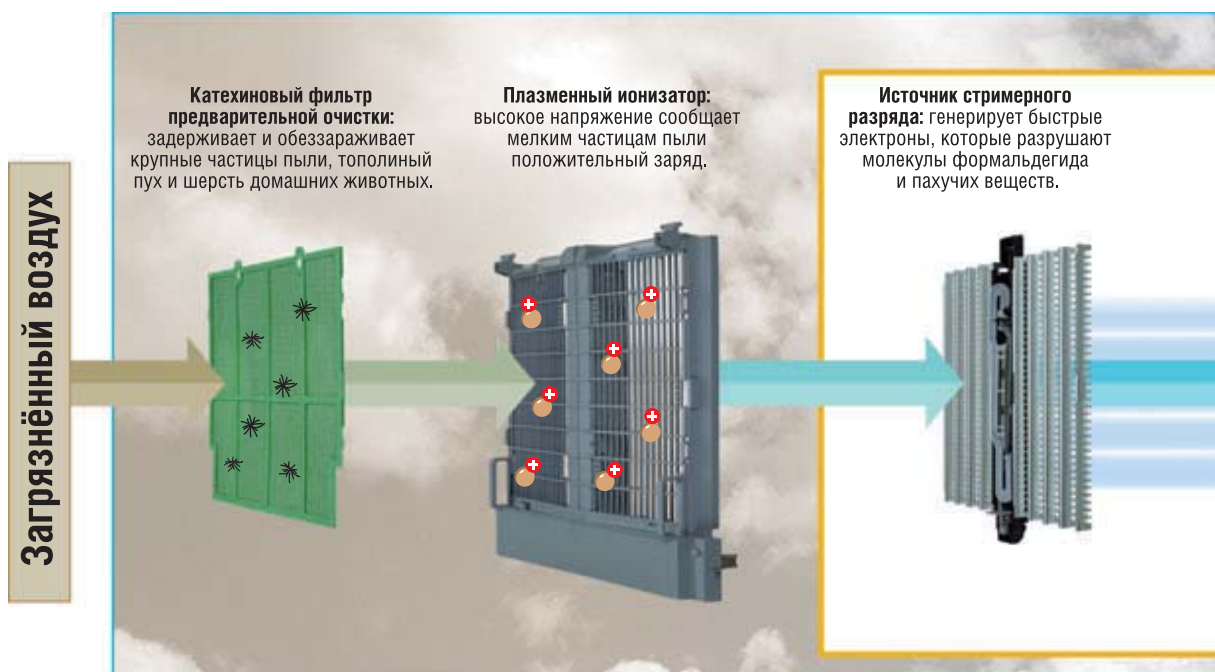 Загрязнённый воздух
Катехиновый фильтр
предварительной очистки:
задерживает и обеззараживает
крупные частицы пыли, тополиный
пух и шерсть домашних животных.
Плазменный ионизатор:
высокое напряжение сообщает
мелким частицам пыли
положительный заряд.
Источник стримерного
разряда: генерирует быстрые
электроны, которые разрушают
молекулы формальдегида
и пахучих веществ.